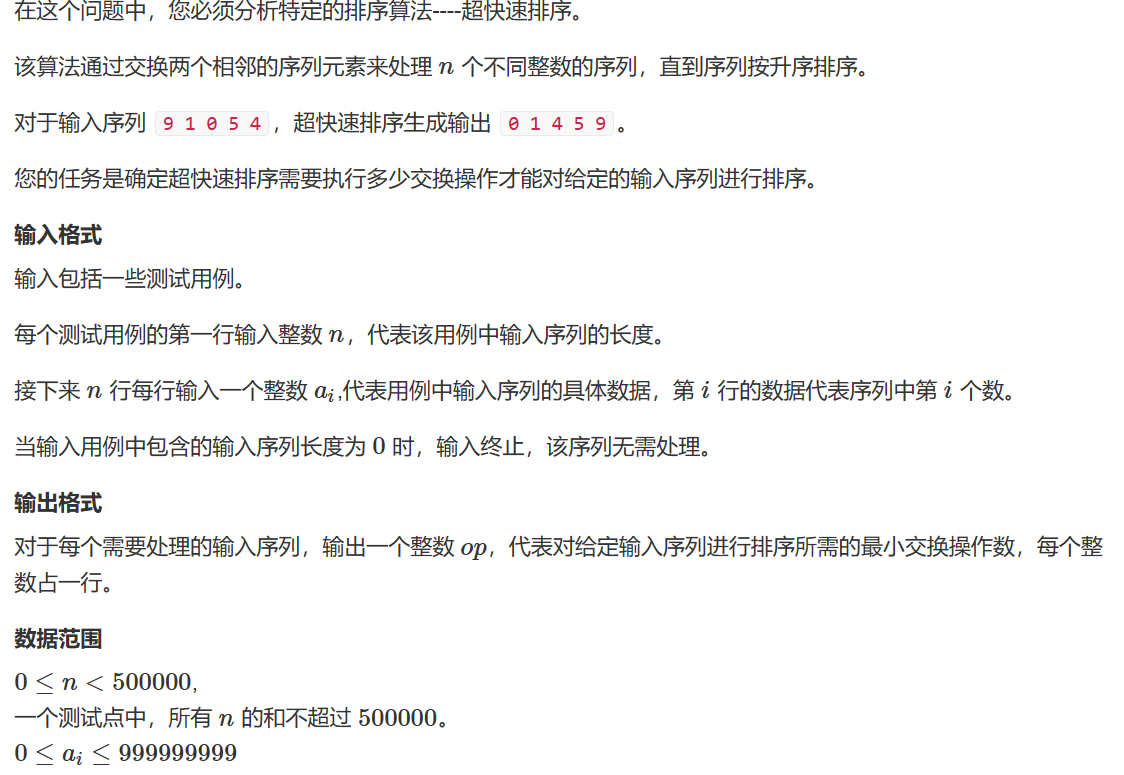 在这个问题中，您必须分析特定的排序算法----超快速排序。
该算法通过交换两个相邻的序列元素来处理 n 个不同整数的序列，直到序列按升序排序。
对于输入序列 9 1 0 5 4，超快速排序生成输出 0 1 4 5 9。
您的任务是确定超快速排序需要执行多少交换操作才能对给定的输入序列进行排序。
输入格式
输入包括一些测试用例。
每个测试用例的第一行输入整数 n，代表该用例中输入序列的长度。
接下来 n 行每行输入一个整数 aᵢ,代表用例中输入序列的具体数据，第 i 行的数据代表序列中第 i 个数。
当输入用例中包含的输入序列长度为 0 时，输入终止，该序列无需处理。
输出格式
对于每个需要处理的输入序列，输出一个整数 op，代表对给定输入序列进行排序所需的最小交换操作数，每个整
数占一行。
数据范围
0 ≤ n < 500000,
一个测试点中，所有 n 的和不超过 500000。
0 ≤ aᵢ ≤ 999999999